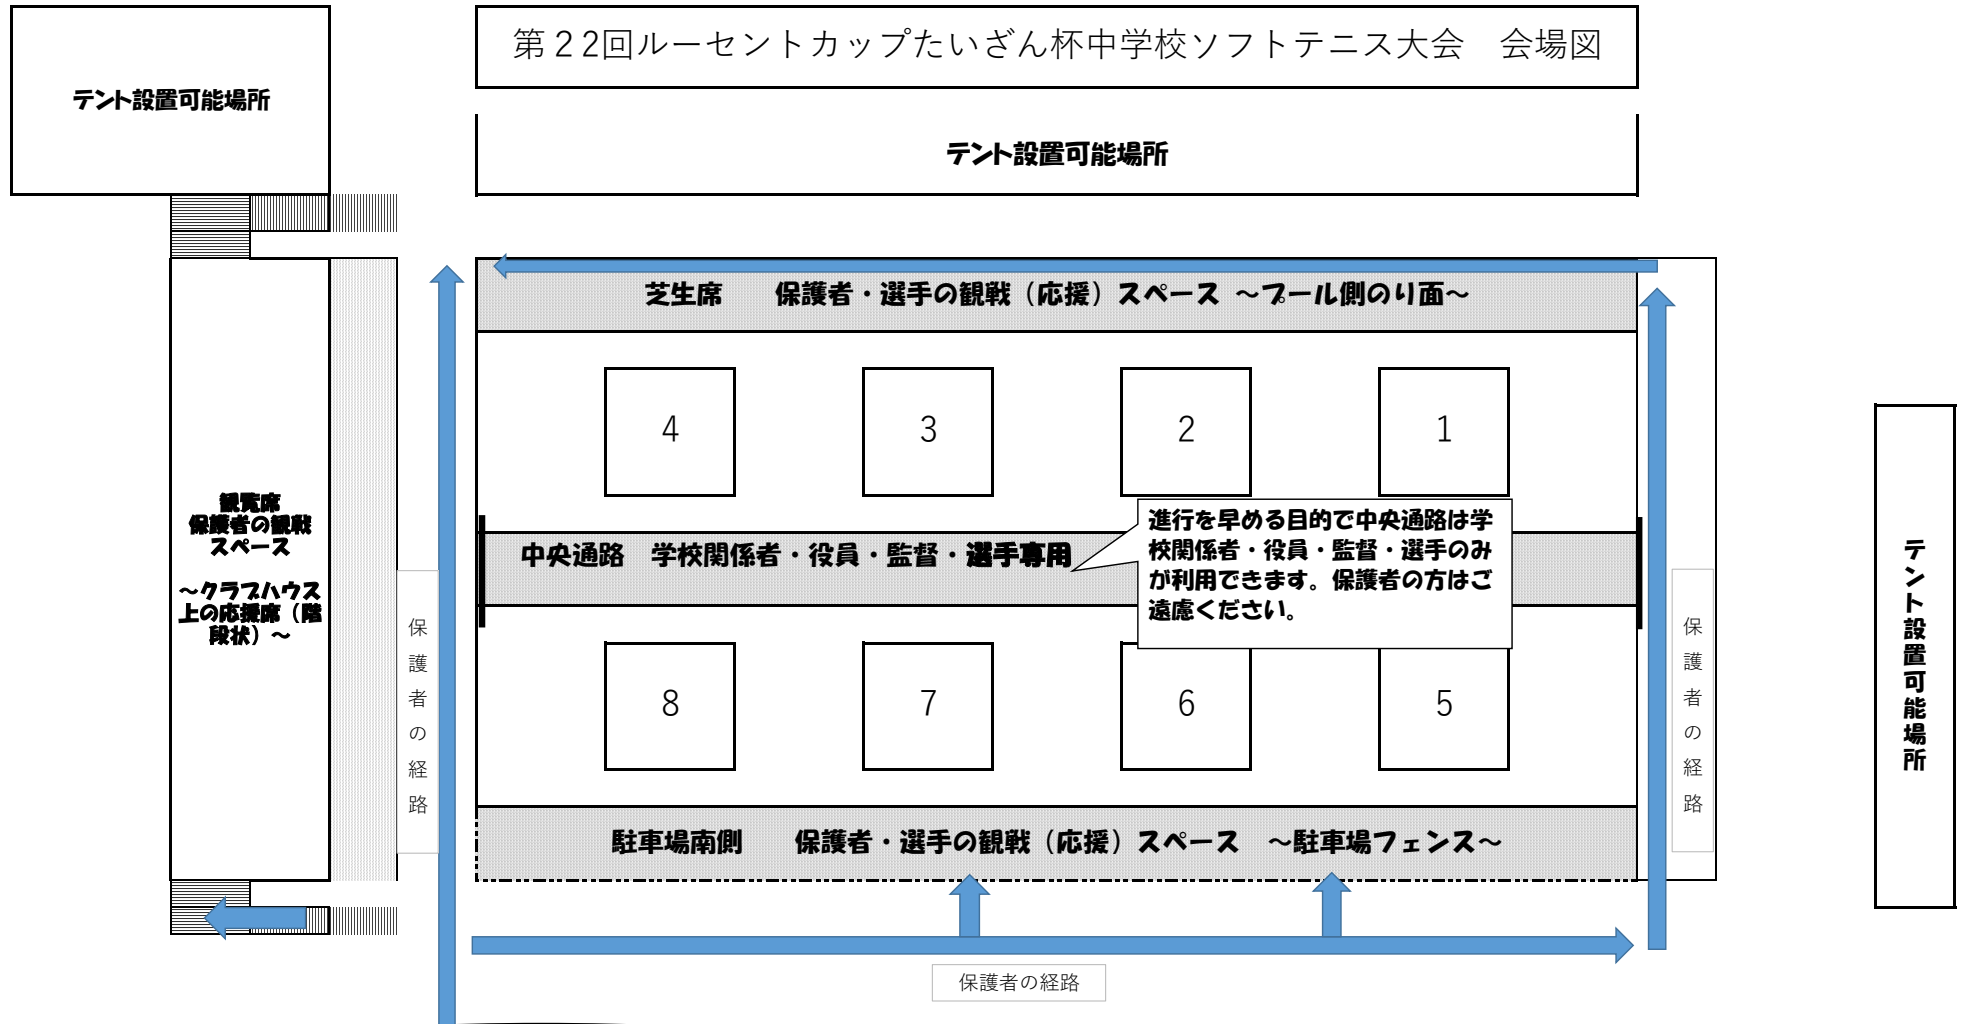 第２２回ルーセントカップたいざん杯中学校ソフトテニス大会　会場図
テント設置可能場所
テント設置可能場所
芝生席　　保護者・選手の観戦（応援）スペース ～プール側のり面～
4
3
2
1
観覧席
保護者の観戦
スペース
～クラブハウス
上の応援席（階
段状）～
中央通路　学校関係者・役員・監督・選手専用
進行を早める目的で中央通路は学
校関係者・役員・監督・選手のみ
が利用できます。保護者の方はご
遠慮ください。
保護者の経路
保護者の経路
テント設置可能場所
8
7
6
5
駐車場南側　　保護者・選手の観戦（応援）スペース　～駐車場フェンス～
保護者の経路